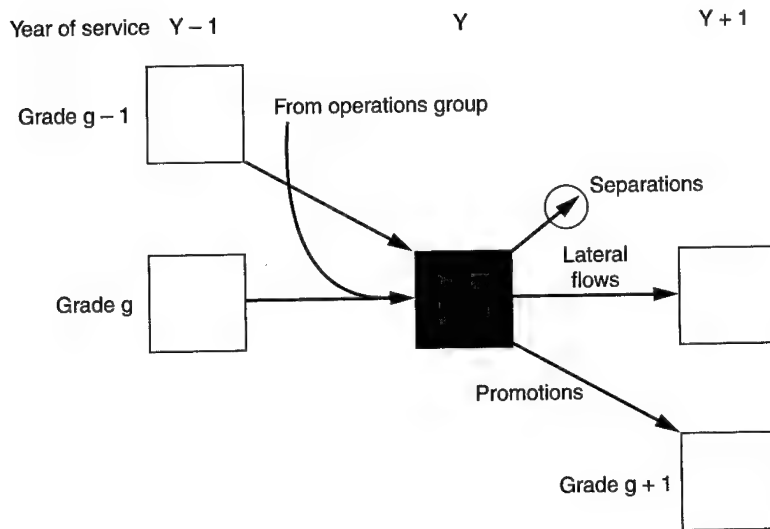 Year of service Y – 1 Y Y + 1
Grade g – 1
From operations group
Separations
Lateral
flows
Grade g
Promotions
Grade g + 1